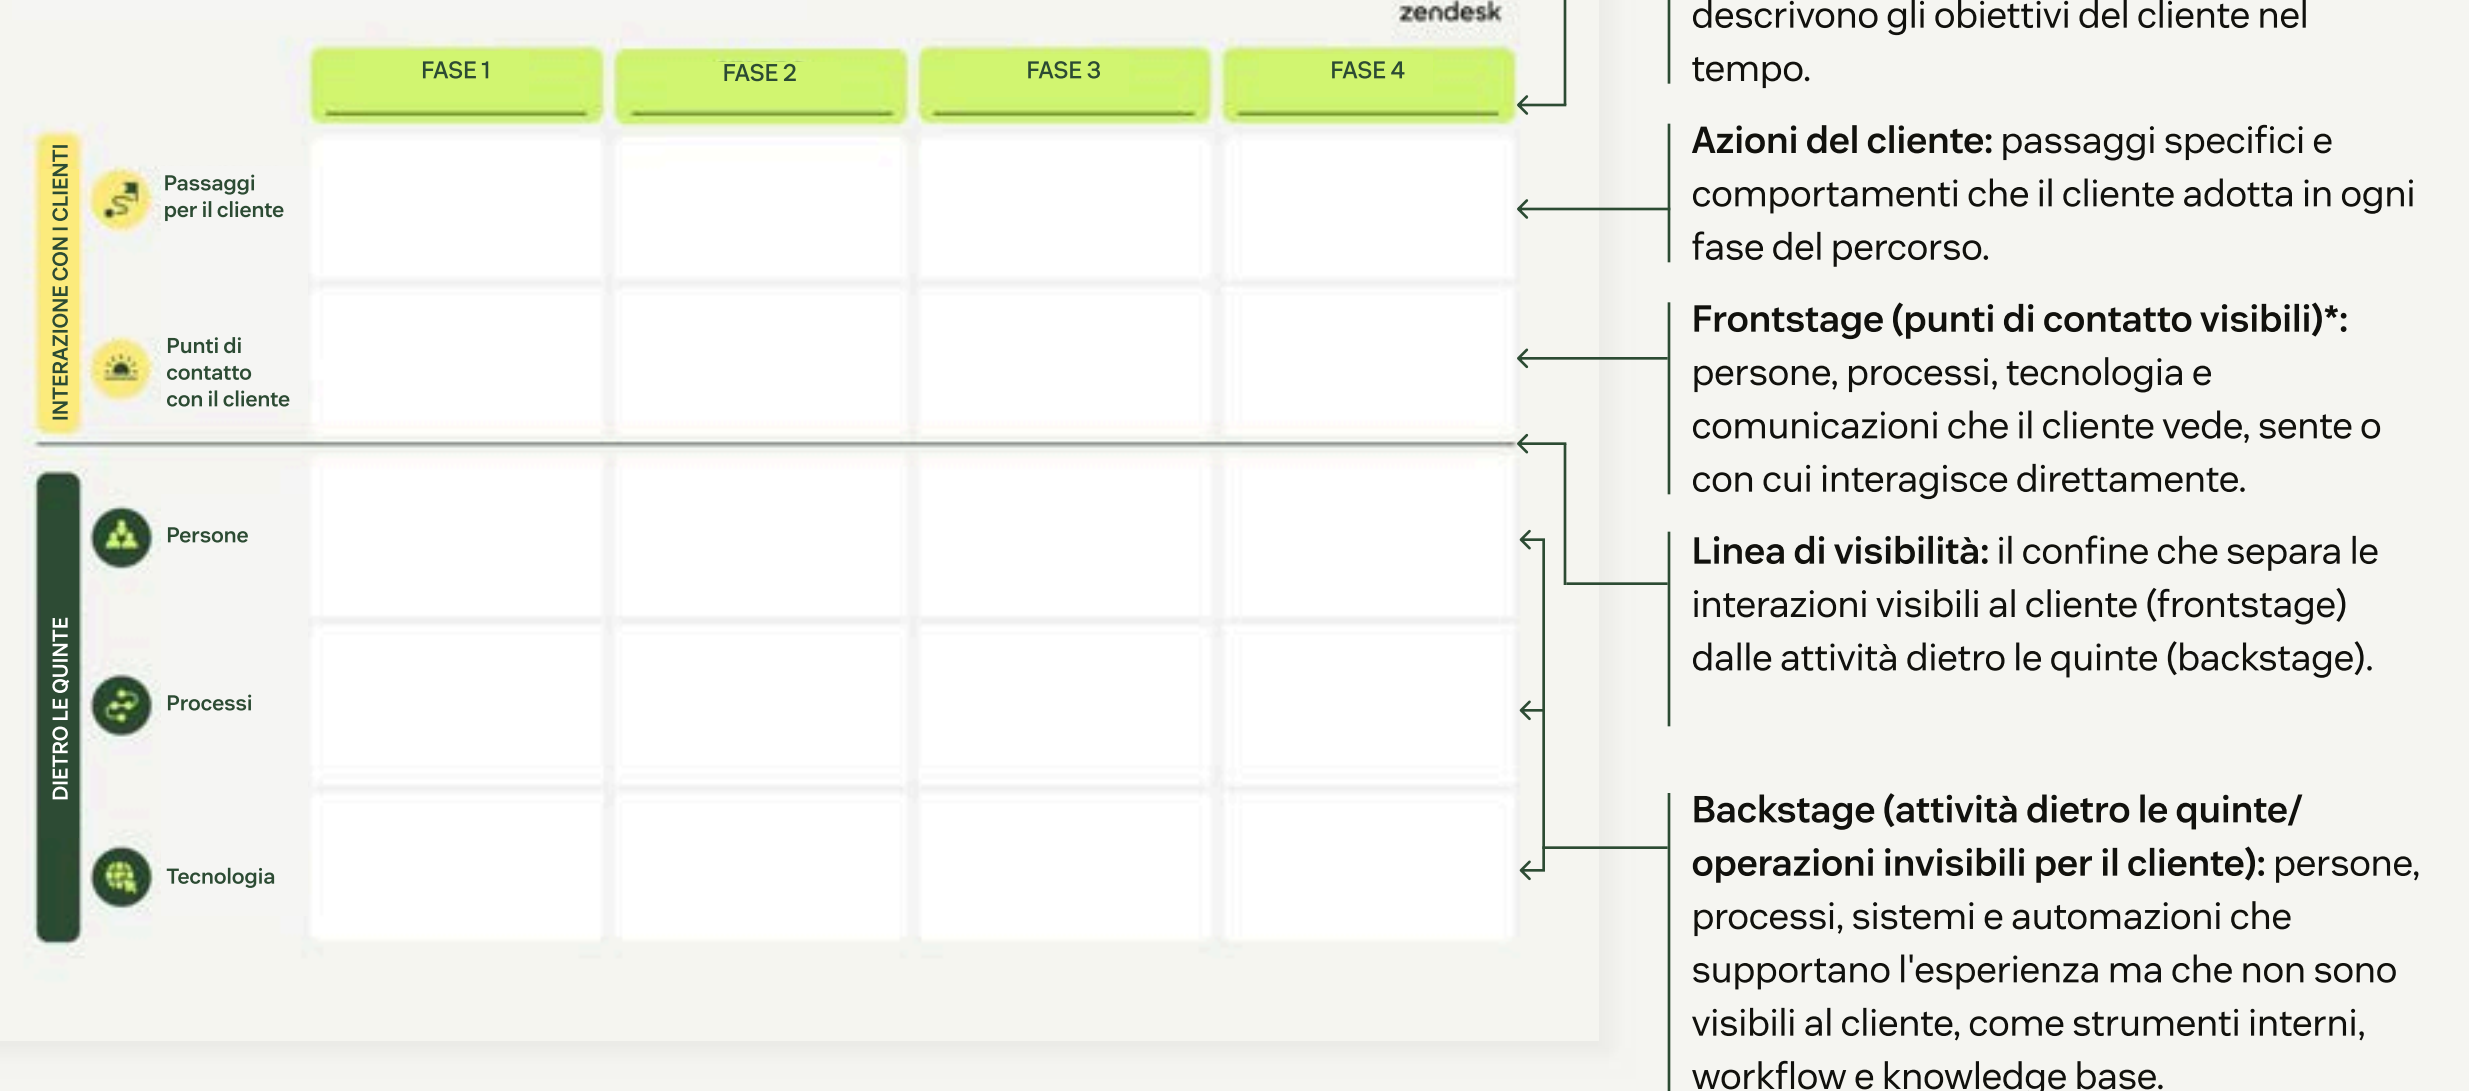 zendesk
FASE 1
FASE 2
FASE 3
FASE 4
INTERAZIONE CON I CLIENTI
Passaggi
per il cliente
Punti di
contatto
con il cliente
DIETRO LE QUINTE
Persone
Processi
Tecnologia
descrivono gli obiettivi del cliente nel
tempo.
Azioni del cliente: passaggi specifici e
comportamenti che il cliente adotta in ogni
fase del percorso.
Frontstage (punti di contatto visibili)*:
persone, processi, tecnologia e
comunicazioni che il cliente vede, sente o
con cui interagisce direttamente.
Linea di visibilità: il confine che separa le
interazioni visibili al cliente (frontstage)
dalle attività dietro le quinte (backstage).
Backstage (attività dietro le quinte/
operazioni invisibili per il cliente): persone,
processi, sistemi e automazioni che
supportano l'esperienza ma che non sono
visibili al cliente, come strumenti interni,
workflow e knowledge base.